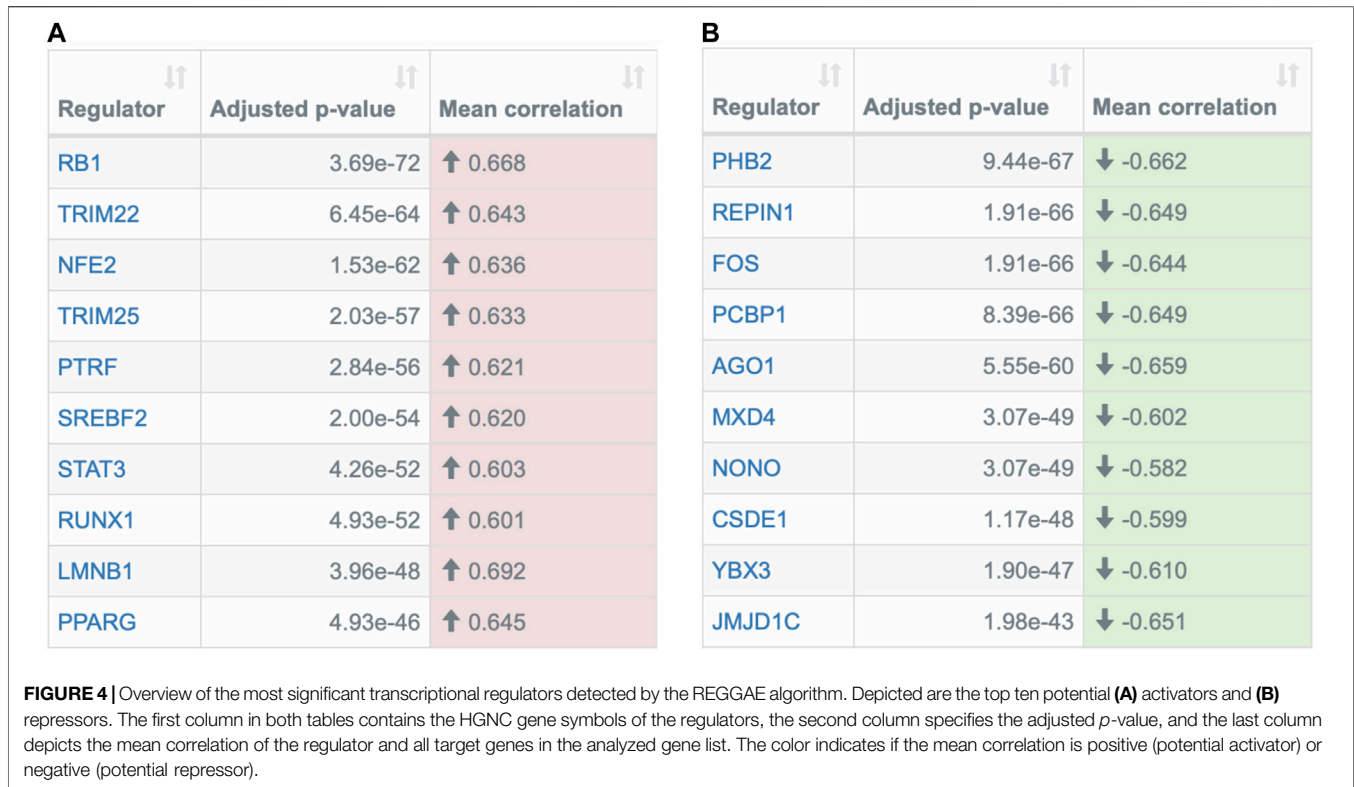 A
Regulator Adjusted p-value Mean correlation
RB1 3.69e-72 0.668
TRIM22 6.45e-64 0.643
NFE2 1.53e-62 0.636
TRIM25 2.03e-57 0.633
PTRF 2.84e-56 0.621
SREBF2 2.00e-54 0.620
STAT3 4.26e-52 0.603
RUNX1 4.93e-52 0.601
LMNB1 3.96e-48 0.692
PPARG 4.93e-46 0.645
B
Regulator Adjusted p-value Mean correlation
PHB2 9.44e-67 -0.662
REPIN1 1.91e-66 -0.649
FOS 1.91e-66 -0.644
PCBP1 8.39e-66 -0.649
AGO1 5.55e-60 -0.659
MXD4 3.07e-49 -0.602
NONO 3.07e-49 -0.582
CSDE1 1.17e-48 -0.599
YBX3 1.90e-47 -0.610
JMJD1C 1.98e-43 -0.651
FIGURE 4 | Overview of the most significant transcriptional regulators detected by the REGGAE algorithm. Depicted are the top ten potential (A) activators and (B)
repressors. The first column in both tables contains the HGNC gene symbols of the regulators, the second column specifies the adjusted p-value, and the last column
depicts the mean correlation of the regulator and all target genes in the analyzed gene list. The color indicates if the mean correlation is positive (potential activator) or
negative (potential repressor).